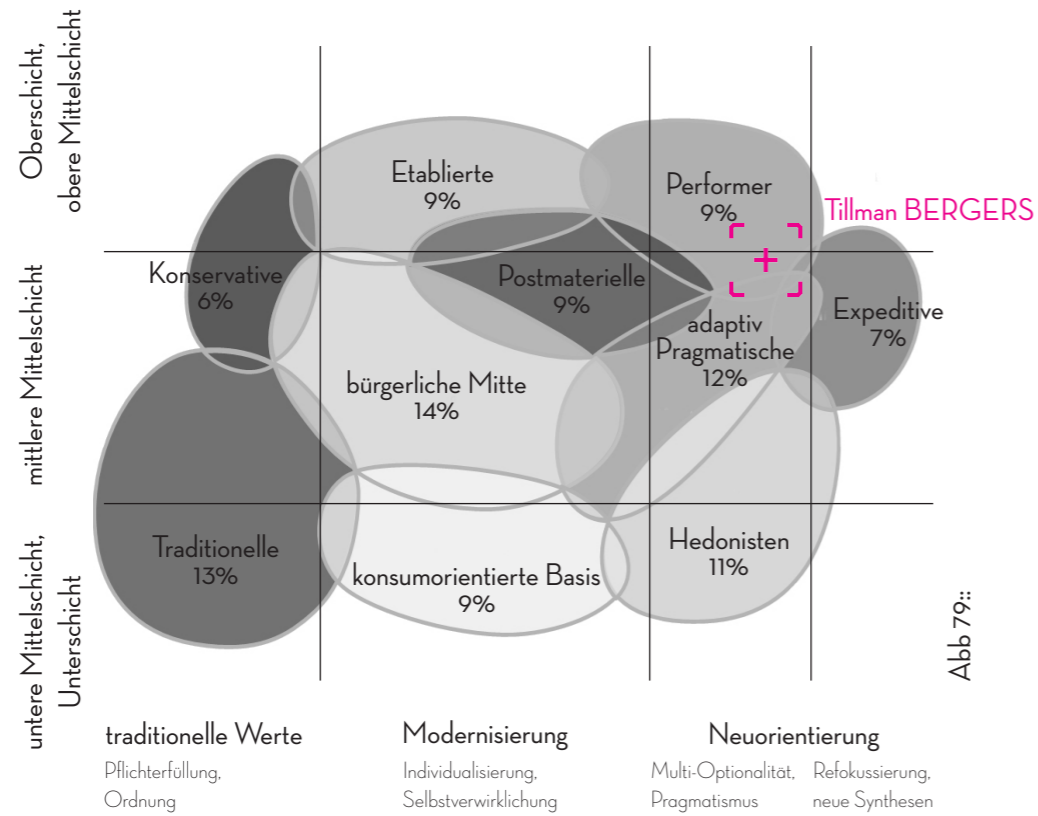 Oberschicht,
obere Mittelschicht
mittlere Mittelschicht
untere Mittelschicht,
Unterschicht
Etablierte
9%
Performer
9%
Tillman BERGERS
Konservative
6%
Postmaterielle
9%
Expeditive
7%
adaptiv
Pragmatische
12%
bürgerliche Mitte
14%
Traditionelle
13%
konsumorientierte Basis
9%
Hedonisten
11%
Abb 79::
traditionelle Werte
Pflichterfüllung,
Ordnung
Modernisierung
Individualisierung,
Selbstverwirklichung
Neuorientierung
Multi-Optionalität,
Pragmatismus
Refokussierung,
neue Synthesen